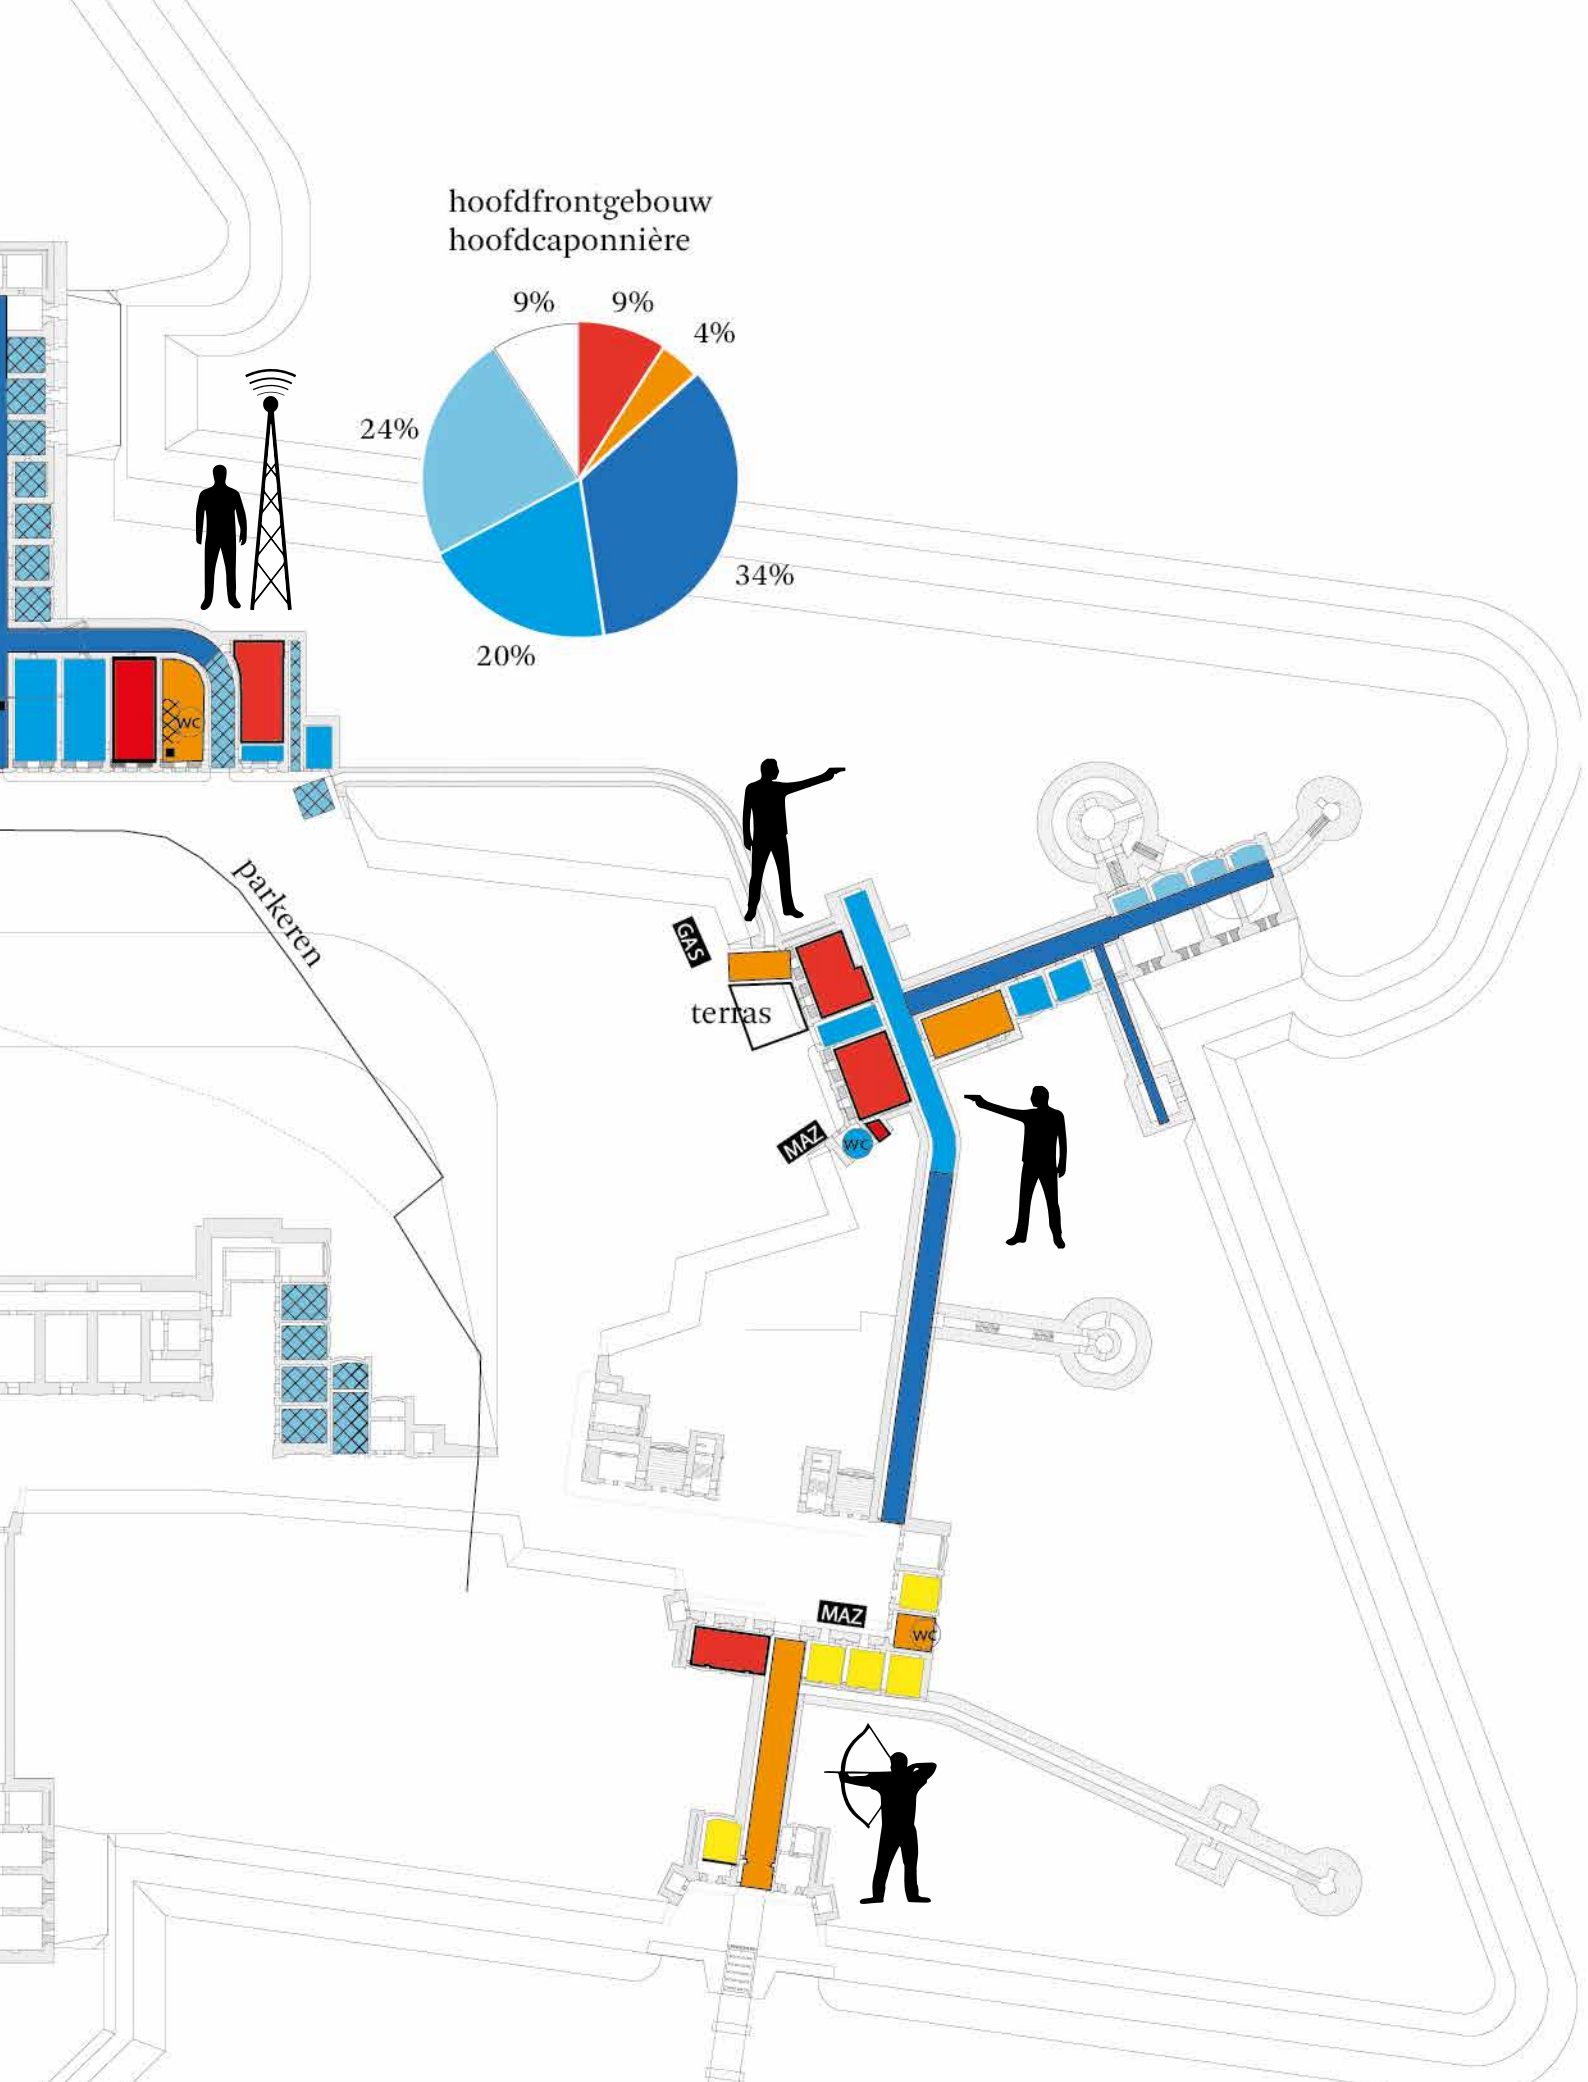 hoofdfrontgebouw
hoofdcaponnière
9%
9%
4%
24%
34%
20%
WC
parkeren
GAS
terras
MAZ
WC
MAZ
WC